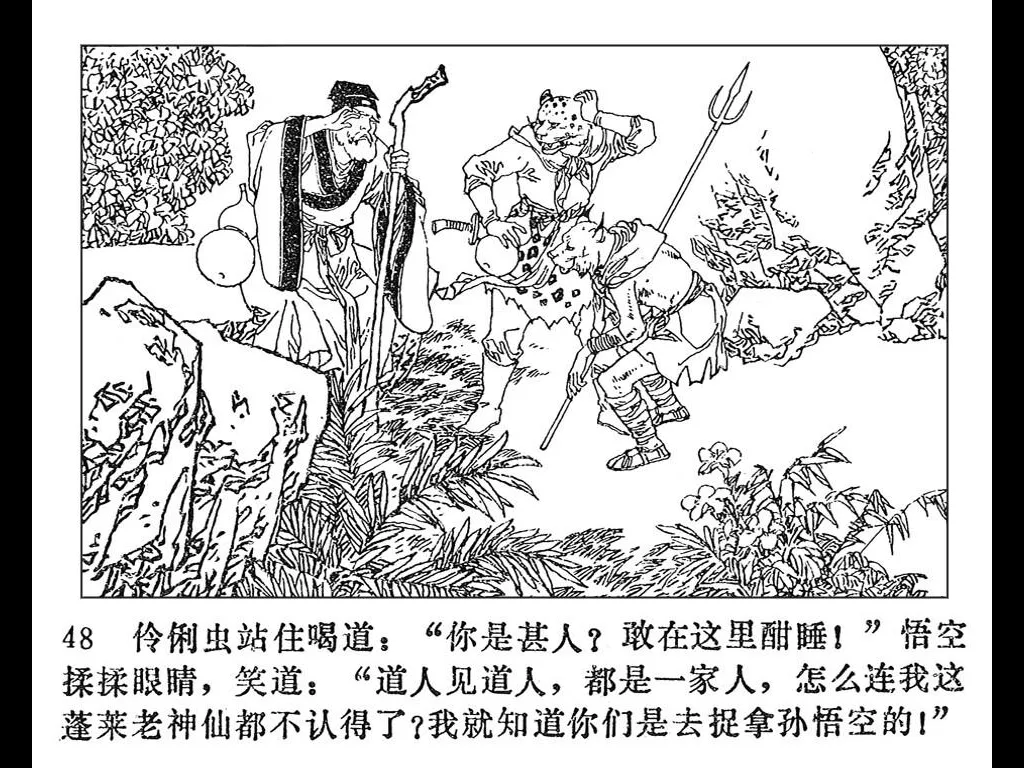 48 伶俐虫站住喝道：“你是甚人？敢在这里酣睡！”悟空
揉揉眼睛，笑道：“道人见道人，都是一家人，怎么连我这
蓬莱老神仙都不认得了？我就知道你们是去捉拿孙悟空的！”